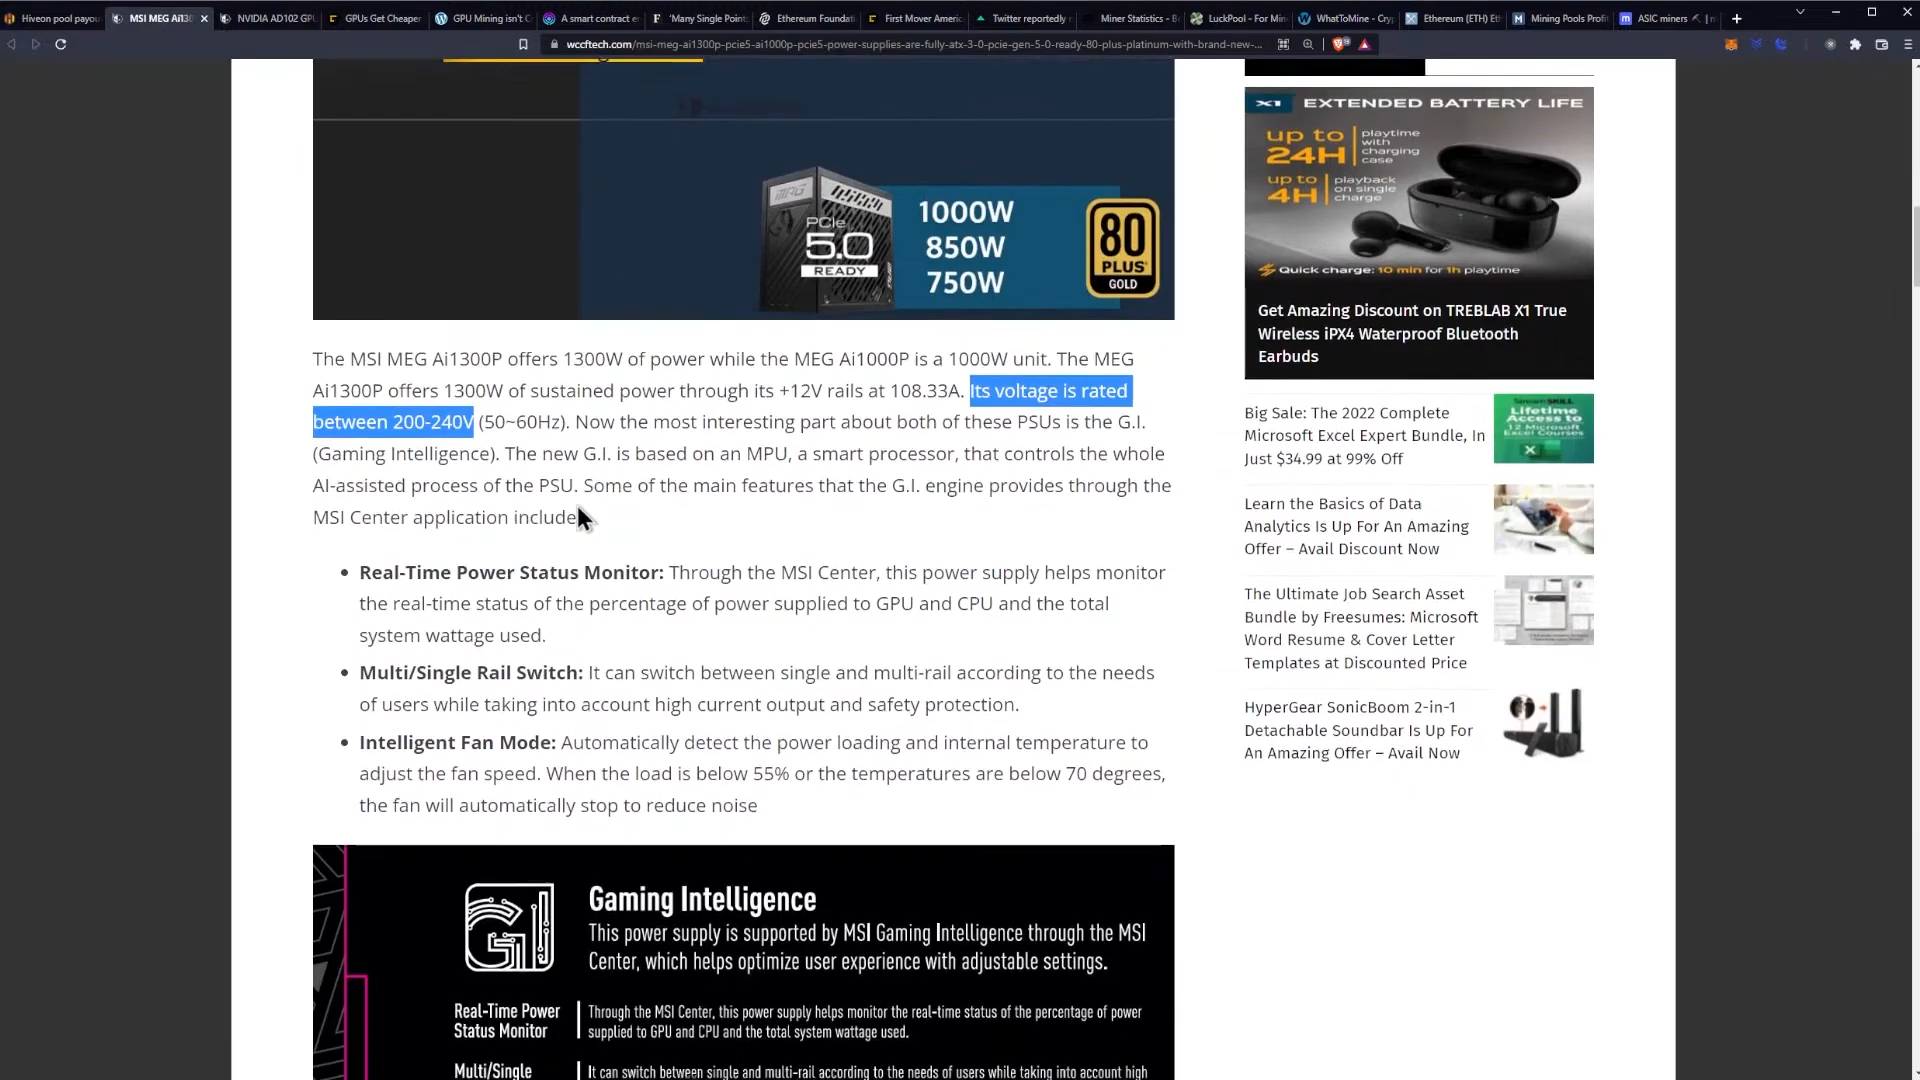 Hiveon pool payou
MSI MEG Ai130
NVIDIA AD102 GPU
GPUs Get Cheaper
GPU Mining isn't C
A smart contract e
'Many Single Point
Ethereum Foundati
First Mover Americ
Twitter reportedly
Miner Statistics - B
LuckPool - For Min
WhatToMine - Cryp
Ethereum (ETH) Et
Mining Pools Profit
ASIC miners
wccftech.com/msi-meg-ai1300p-pcie5-ai1000p-pcie5-power-supplies-are-fully-atx-3-0-pcie-gen-5-0-ready-80-plus-platinum-with-brand-new-...
PCIe
5.0
READY
1000W
850W
750W
80
PLUS
GOLD
The MSI MEG Ai1300P offers 1300W of power while the MEG Ai1000P is a 1000W unit. The MEG
Ai1300P offers 1300W of sustained power through its +12V rails at 108.33A. Its voltage is rated
between 200-240V (50~60Hz). Now the most interesting part about both of these PSUs is the G.I.
(Gaming Intelligence). The new G.I. is based on an MPU, a smart processor, that controls the whole
AI-assisted process of the PSU. Some of the main features that the G.I. engine provides through the
MSI Center application include
• Real-Time Power Status Monitor: Through the MSI Center, this power supply helps monitor
the real-time status of the percentage of power supplied to GPU and CPU and the total
system wattage used.
• Multi/Single Rail Switch: It can switch between single and multi-rail according to the needs
of users while taking into account high current output and safety protection.
• Intelligent Fan Mode: Automatically detect the power loading and internal temperature to
adjust the fan speed. When the load is below 55% or the temperatures are below 70 degrees,
the fan will automatically stop to reduce noise
GI
Gaming Intelligence
This power supply is supported by MSI Gaming Intelligence through the MSI
Center, which helps optimize user experience with adjustable settings.
Real-Time Power
Status Monitor
Through the MSI Center, this power supply helps monitor the real-time status of the percentage of power
supplied to GPU and CPU and the total system wattage used.
Multi/Single
It can switch between single and multi-rail according to the needs of users while taking into account high
X1 EXTENDED BATTERY LIFE
up to
24H
playtime
with
charging
case
up to
4H
playback
on single
charge
Quick charge: 10 min for 1h playtime
Get Amazing Discount on TREBLAB X1 True
Wireless iPX4 Waterproof Bluetooth
Earbuds
Big Sale: The 2022 Complete
Microsoft Excel Expert Bundle, In
Just $34.99 at 99% Off
Lifetime
Access to
12 Microsoft
Excel Courses
Learn the Basics of Data
Analytics Is Up For An Amazing
Offer – Avail Discount Now
The Ultimate Job Search Asset
Bundle by Freesumes: Microsoft
Word Resume & Cover Letter
Templates at Discounted Price
HyperGear SonicBoom 2-in-1
Detachable Soundbar Is Up For
An Amazing Offer – Avail Now